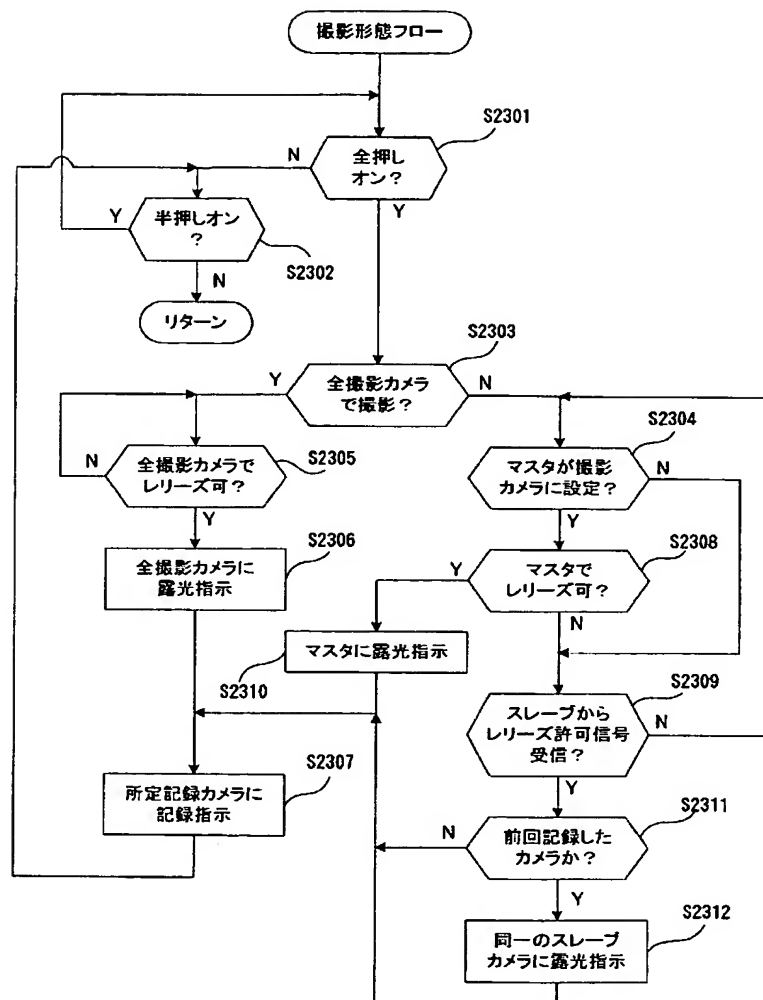 撮影形態フロー
S2301
全押し
オン？
N
Y
半押しオン
？
Y
S2302
N
リターン
S2303
全撮影カメラ
で撮影？
Y
N
S2304
マスタが撮影
カメラに設定？
N
Y
全撮影カメラで
レリーズ可？
S2305
N
Y
S2306
全撮影カメラに
露光指示
S2308
マスタで
レリーズ可？
Y
N
マスタに露光指示
S2310
S2309
スレーブから
レリーズ許可信号
受信？
N
Y
S2307
所定記録カメラに
記録指示
S2311
前回記録した
カメラか？
N
Y
S2312
同一のスレーブ
カメラに露光指示